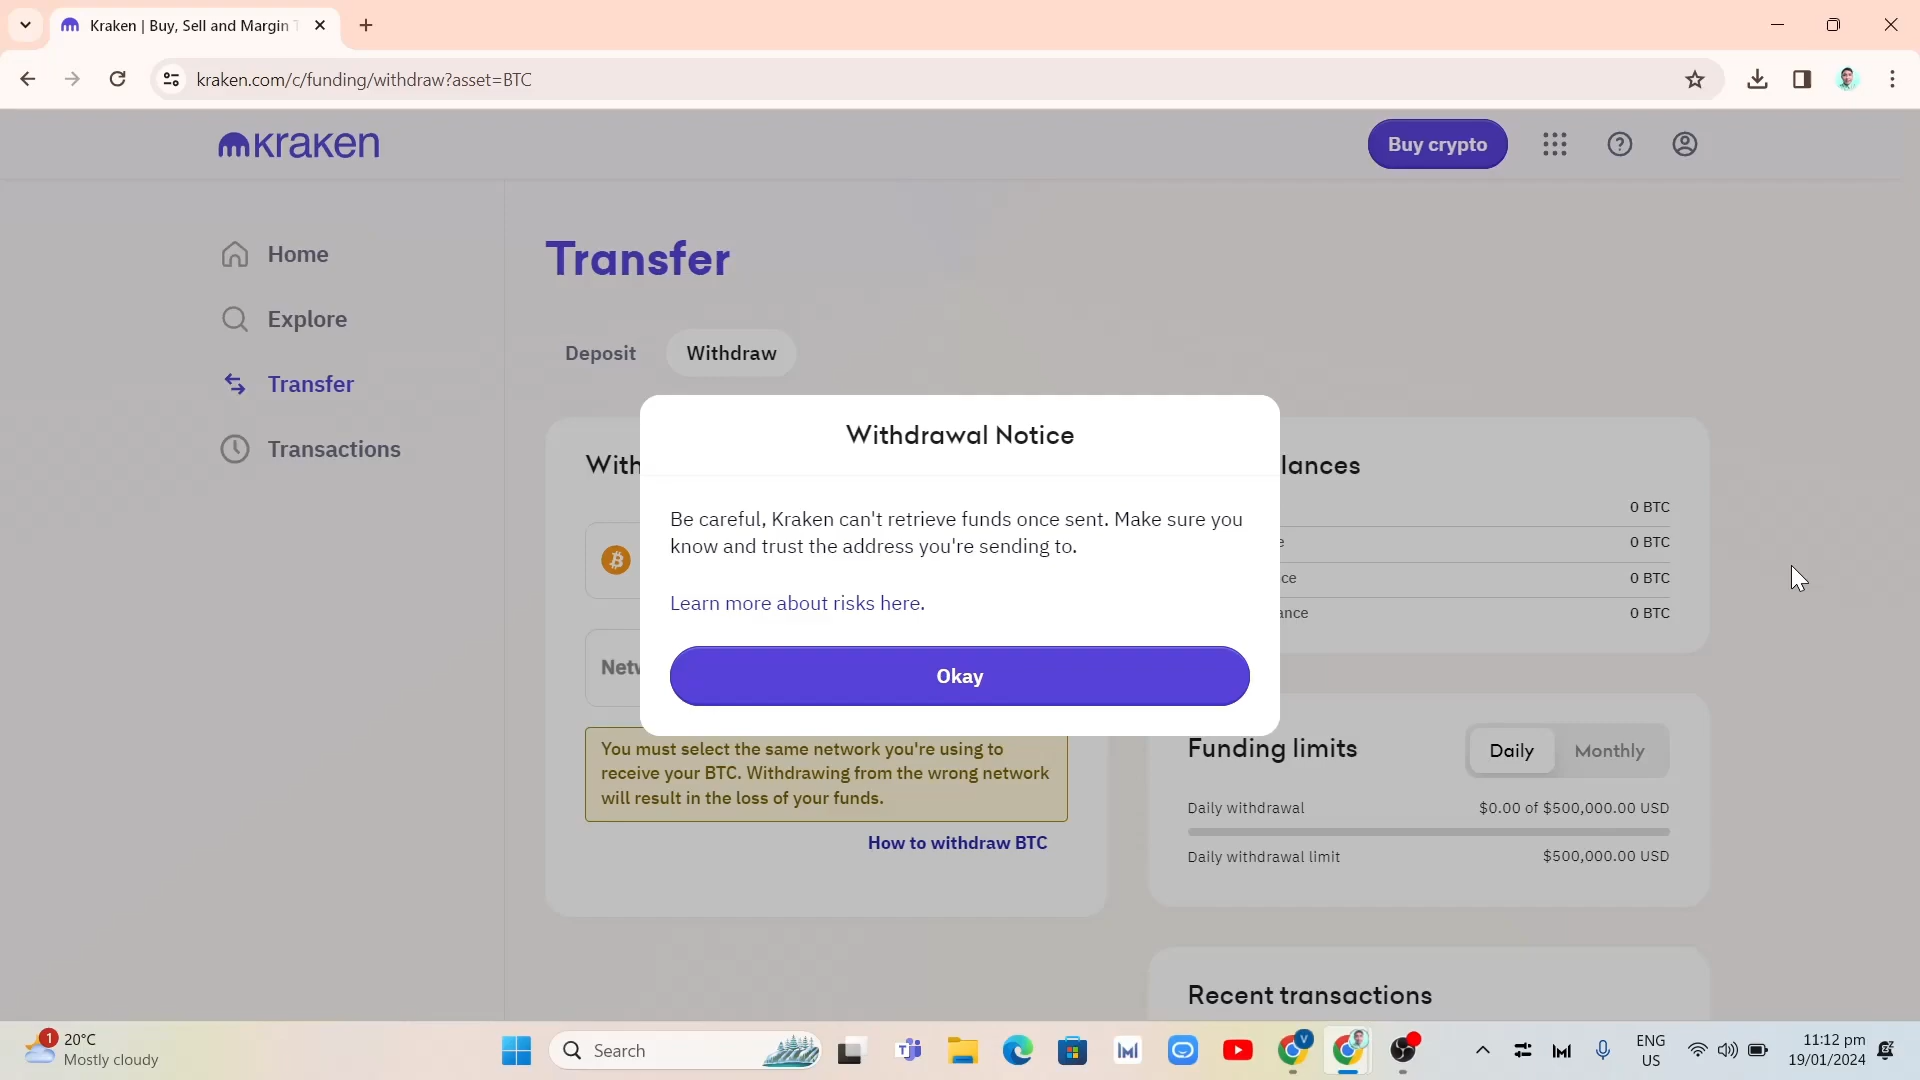 Kraken | Buy, Sell and Margin
kraken.com/c/funding/withdraw?asset=BTC
kraken
Buy crypto
Home
Explore
Transfer
Transactions
Transfer
Deposit
Withdraw
Withdrawal Notice
Be careful, Kraken can't retrieve funds once sent. Make sure you
know and trust the address you're sending to.
Learn more about risks here.
Okay
With
Netw
You must select the same network you're using to
receive your BTC. Withdrawing from the wrong network
will result in the loss of your funds.
How to withdraw BTC
lances
0 BTC
e 0 BTC
ce 0 BTC
ance 0 BTC
Funding limits
Daily
Monthly
Daily withdrawal $0.00 of $500,000.00 USD
Daily withdrawal limit $500,000.00 USD
Recent transactions
1
20°C
Mostly cloudy
Search
V
ENG
US
11:12 pm
19/01/2024